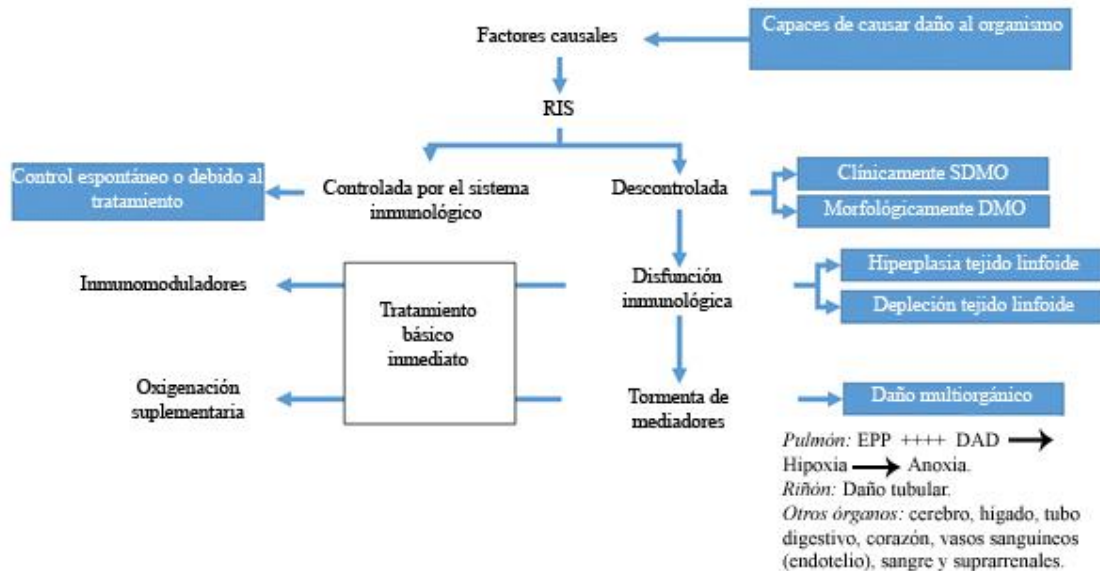 Factores causales
Capaces de causar daño al organismo
RIS
Control espontáneo o debido al
tratamiento
Controlada por el sistema
inmunológico
Descontrolada
Clínicamente SDMO
Morfológicamente DMO
Inmunomoduladores
Tratamiento
básico
inmediato
Disfunción
inmunológica
Hiperplasia tejido linfoide
Depleción tejido linfoide
Oxigenación
suplementaria
Tormenta de
mediadores
Daño multiorgánico
Pulmón: EPP ++++ DAD →
Hipoxia → Anoxia.
Riñón: Daño tubular.
Otros órganos: cerebro, hígado, tubo
digestivo, corazón, vasos sanguíneos
(endotelio), sangre y suprarrenales.